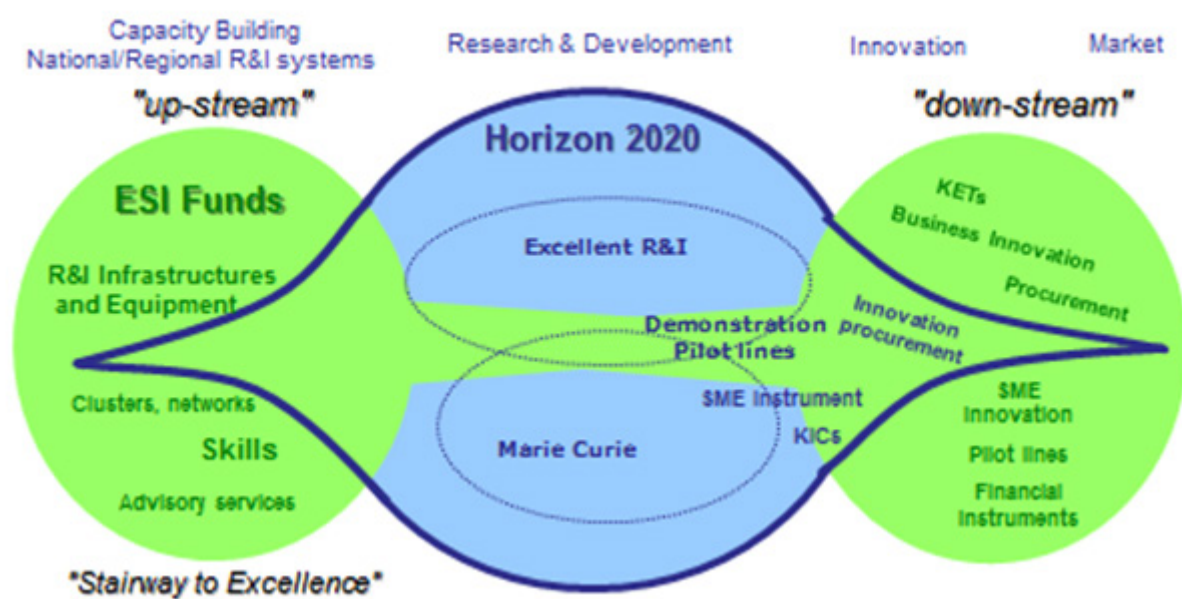 Capacity Building
National/Regional R&I systems
Research & Development
Innovation
Market
"up-stream"
"down-stream"
Horizon 2020
ESI Funds
Excellent R&I
R&I Infrastructures
and Equipment
KETs
Business Innovation
Procurement
Innovation
procurement
Demonstration
Pilot lines
Clusters, networks
Skills
Advisory services
Marie Curie
SME Instrument
KICs
SME
Innovation
Pilot lines
Financial
Instruments
"Stairway to Excellence"